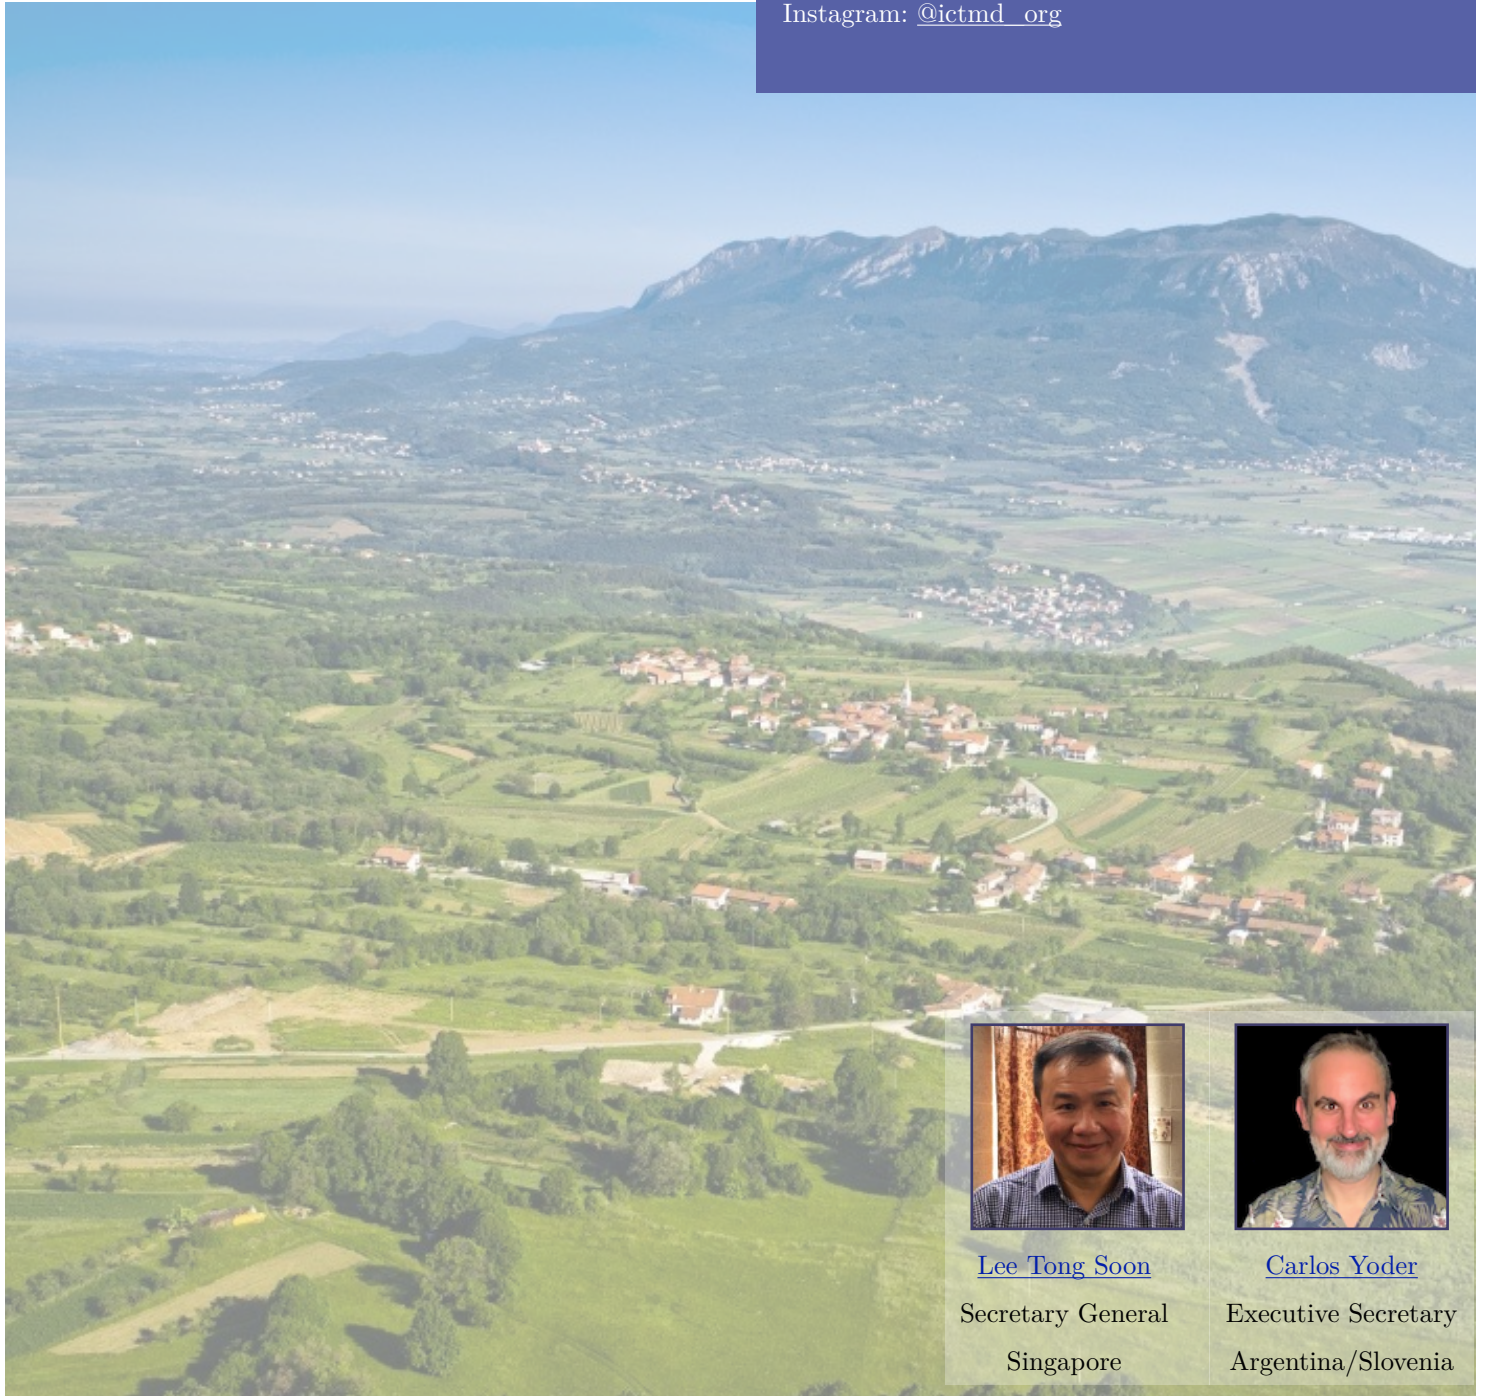 Instagram: @ictmd_org
Lee Tong Soon
Secretary General
Singapore
Carlos Yoder
Executive Secretary
Argentina/Slovenia